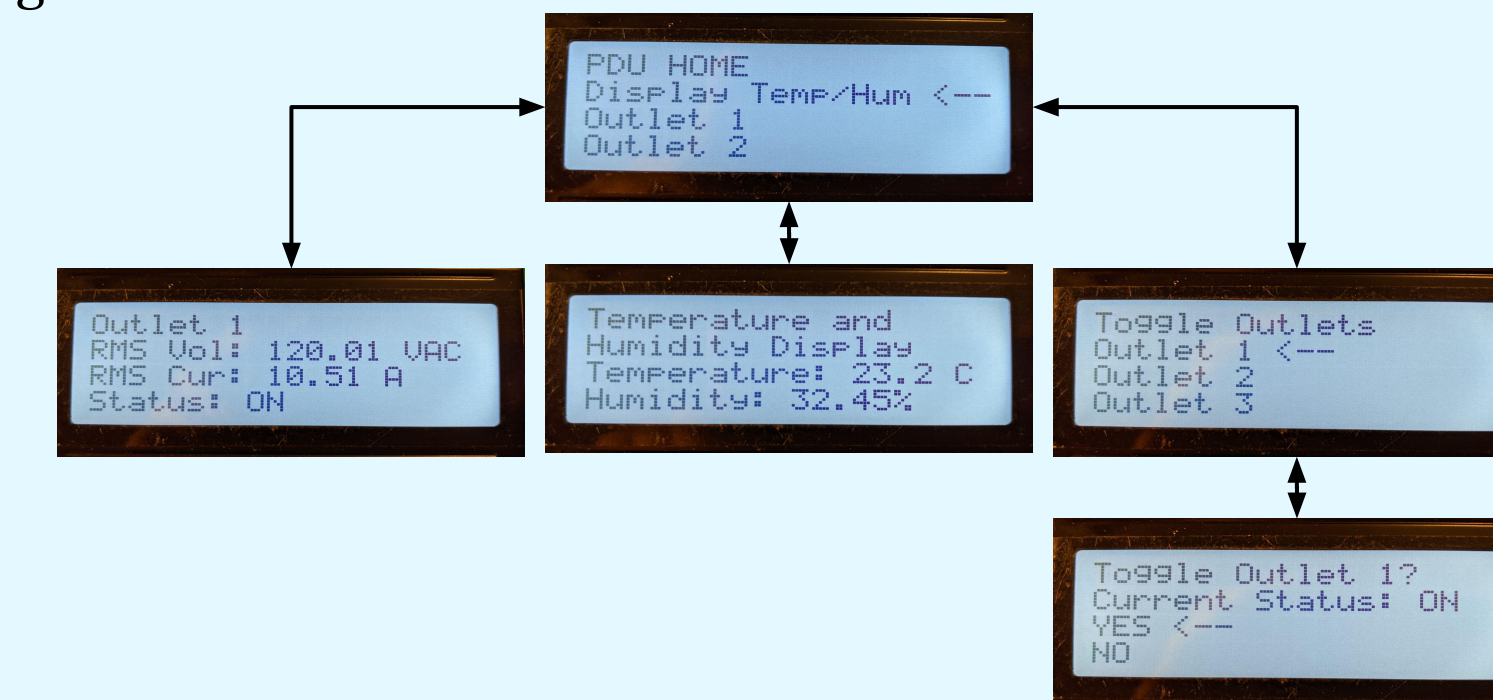 PDU HOME
Display Temp/Hum <--
Outlet 1
Outlet 2
Outlet 1
RMS Vol: 120.01 VAC
RMS Cur: 10.51 A
Status: ON
Temperature and
Humidity Display
Temperature: 23.2 C
Humidity: 32.45%
Toggle Outlets
Outlet 1 <--
Outlet 2
Outlet 3
Toggle Outlet 1?
Current Status: ON
YES <--
NO